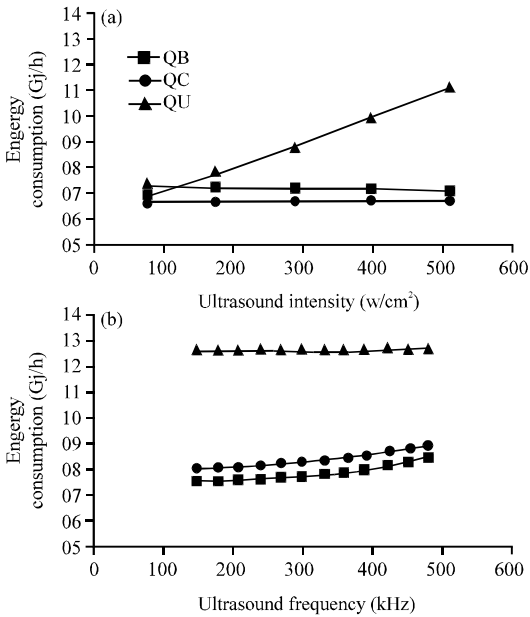 (a)
14
13
12
11
10
09
08
07
06
05
Engergy
consumption (Gj/h)
QB
QC
QU
0 100 200 300 400 500 600
Ultrasound intensity (w/cm²)
(b)
14
13
12
11
10
09
08
07
06
05
Engergy
consumption (Gj/h)
0 100 200 300 400 500 600
Ultrasound frequency (kHz)